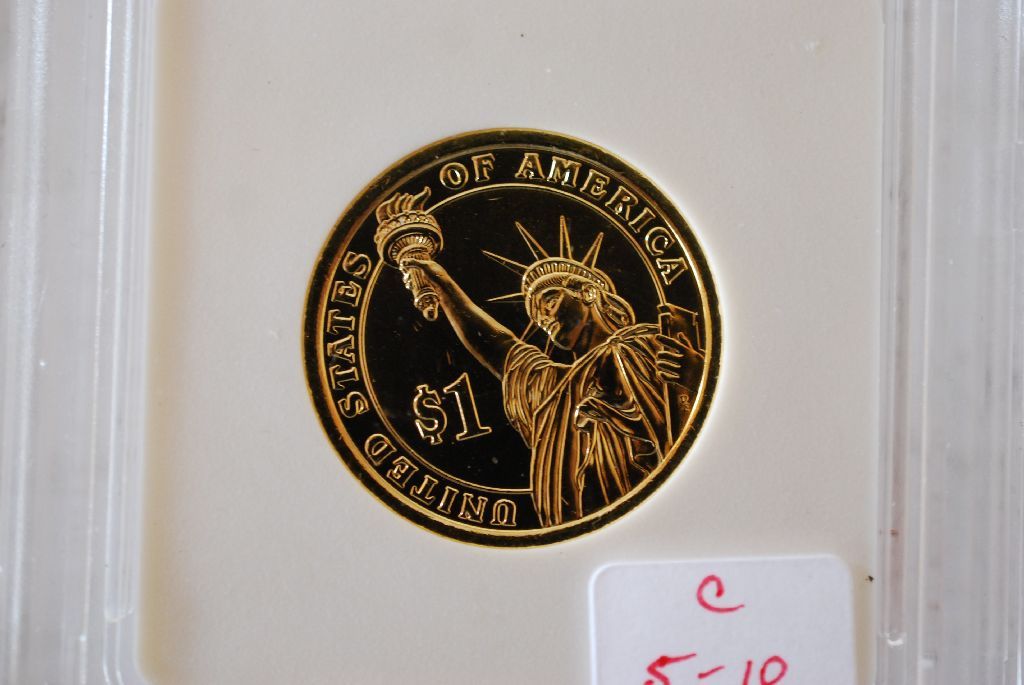 UNITED STATES OF AMERICA
$1
C
5-10